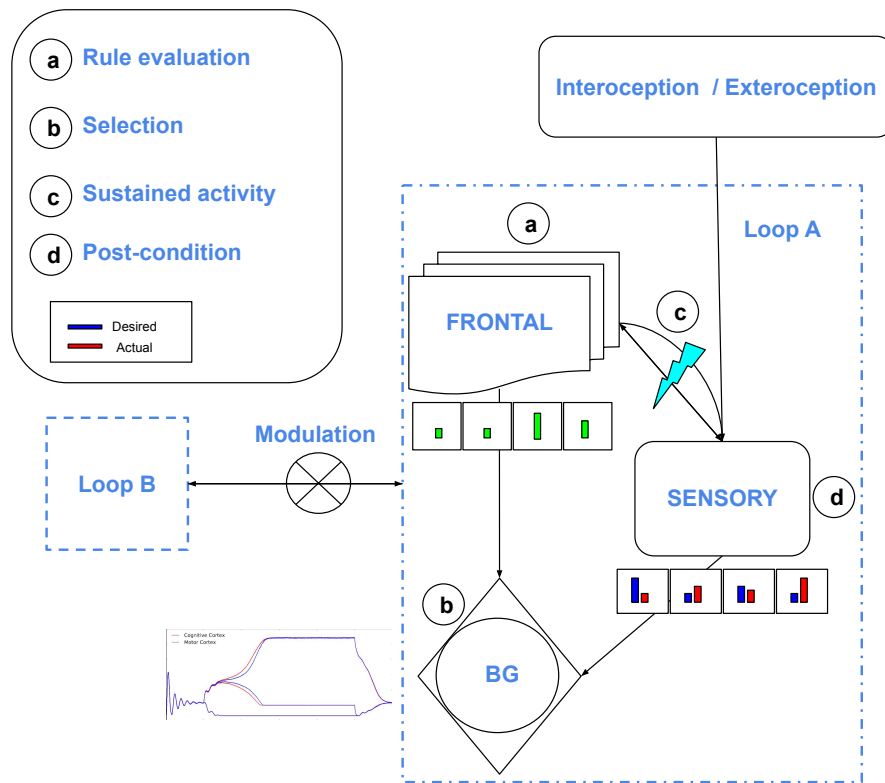 a Rule evaluation
b Selection
c Sustained activity
d Post-condition
Desired
Actual
Interoception / Exteroception
Loop A
a
FRONTAL
c
Modulation
Loop B
SENSORY
d
b
BG
Cognitive Cortex
Motor Cortex